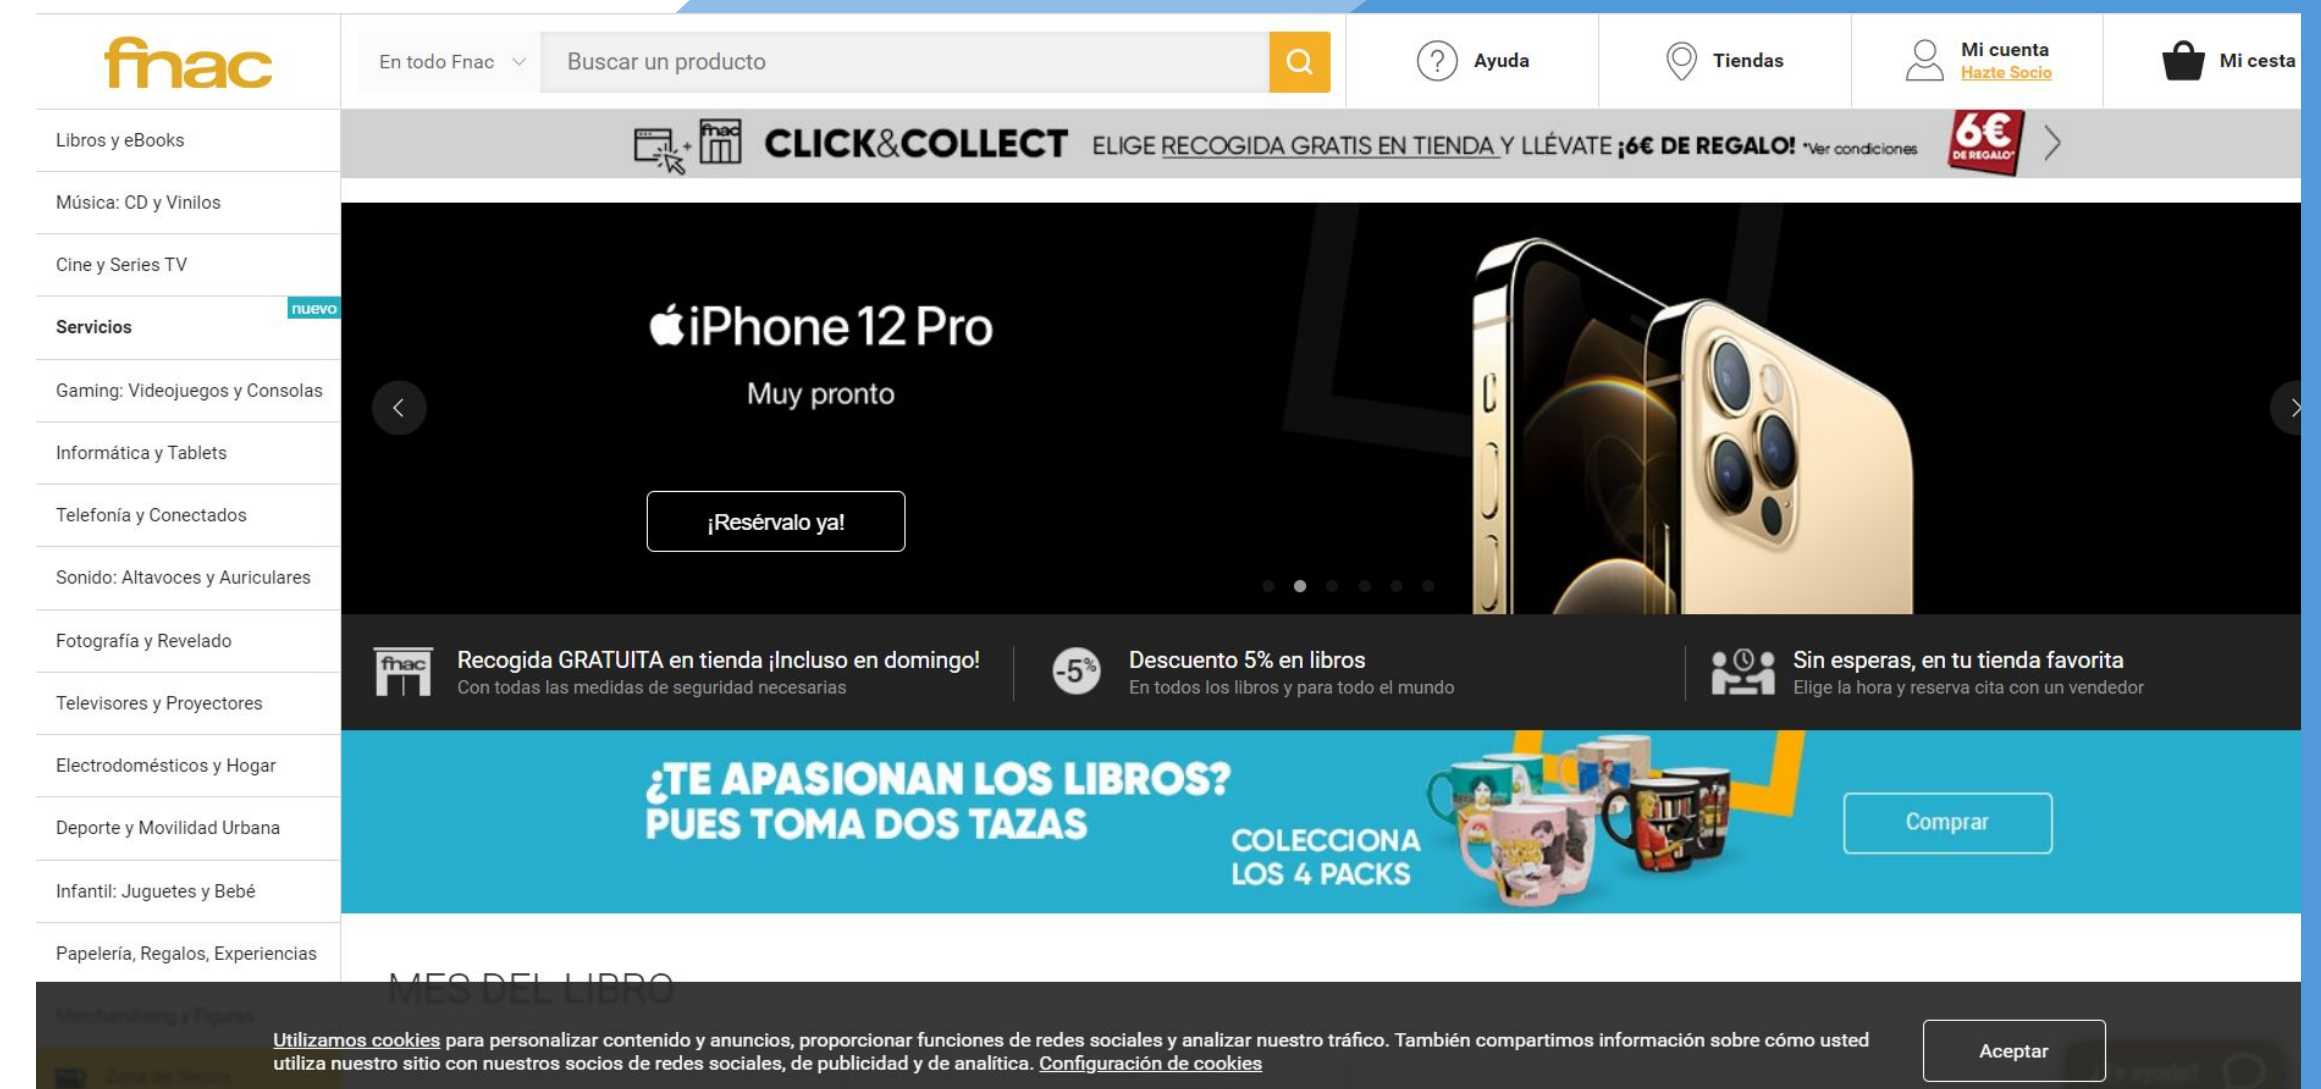 fnac
En todo Fnac
Buscar un producto
Ayuda
Tiendas
Mi cuenta
Hazte Socio
Mi cesta
Libros y eBooks
Música: CD y Vinilos
Cine y Series TV
nuevo
Servicios
Gaming: Videojuegos y Consolas
Informática y Tablets
Telefonía y Conectados
Sonido: Altavoces y Auriculares
Fotografía y Revelado
Televisores y Proyectores
Electrodomésticos y Hogar
Deporte y Movilidad Urbana
Infantil: Juguetes y Bebé
Papelería, Regalos, Experiencias
Merchandising y Figuras
Zona de Socios
fnac
CLICK&COLLECT ELIGE RECOGIDA GRATIS EN TIENDA Y LLÉVATE ¡6€ DE REGALO! *Ver condiciones
6€
DE REGALO*
iPhone 12 Pro
Muy pronto
¡Resérvalo ya!
fnac
Recogida GRATUITA en tienda ¡Incluso en domingo!
Con todas las medidas de seguridad necesarias
-5%
Descuento 5% en libros
En todos los libros y para todo el mundo
Sin esperas, en tu tienda favorita
Elige la hora y reserva cita con un vendedor
¿TE APASIONAN LOS LIBROS?
PUES TOMA DOS TAZAS
COLECCIONA
LOS 4 PACKS
Comprar
MES DEL LIBRO
Utilizamos cookies para personalizar contenido y anuncios, proporcionar funciones de redes sociales y analizar nuestro tráfico. También compartimos información sobre cómo usted
utiliza nuestro sitio con nuestros socios de redes sociales, de publicidad y de analítica. Configuración de cookies
Aceptar